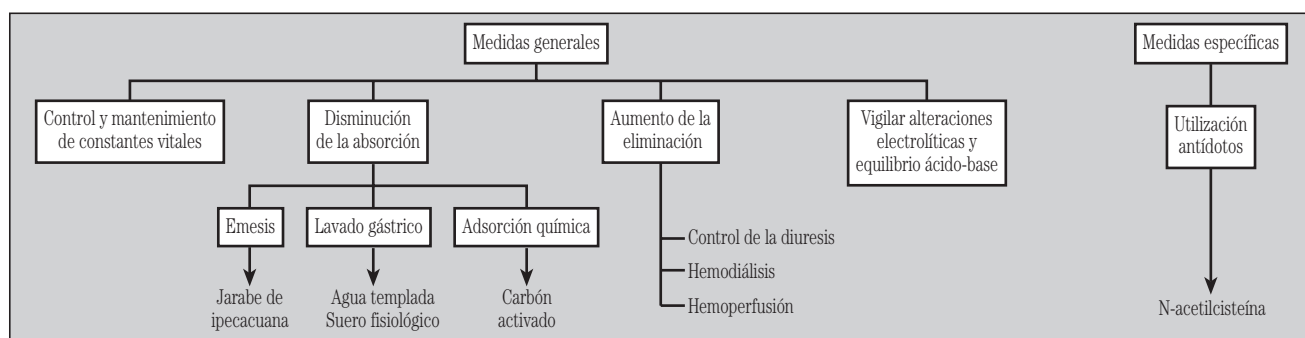 Medidas generales
Medidas específicas
Control y mantenimiento
de constantes vitales
Disminución
de la absorción
Aumento de la
eliminación
Vigilar alteraciones
electrolíticas y
equilibrio ácido-base
Utilización
antídotos
Emesis
Lavado gástrico
Adsorción química
Control de la diuresis
Hemodiálisis
Hemoperfusión
Jarabe de
ipecacuana
Agua templada
Suero fisiológico
Carbón
activado
N-acetilcisteína